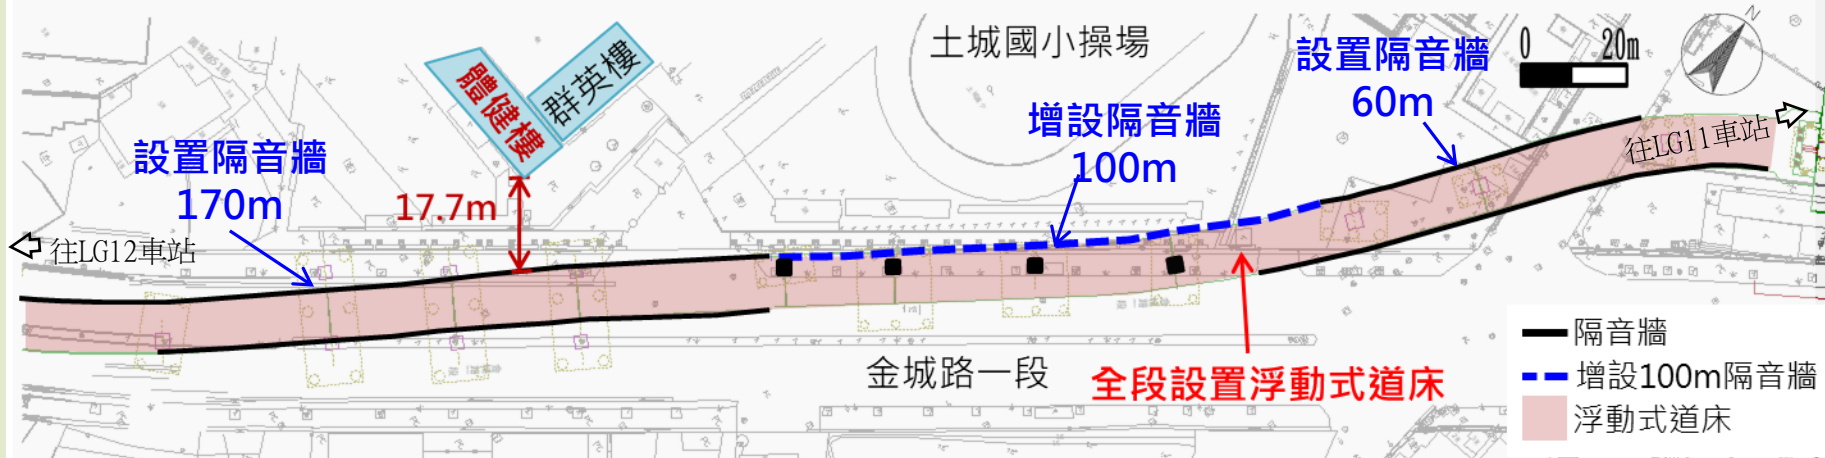 土城國小操場
設置隔音牆
60m
0 20m
N
體健樓
群英樓
增設隔音牆
100m
往LG11車站
設置隔音牆
170m
17.7m
往LG12車站
金城路一段
全段設置浮動式道床
隔音牆
增設100m隔音牆
浮動式道床